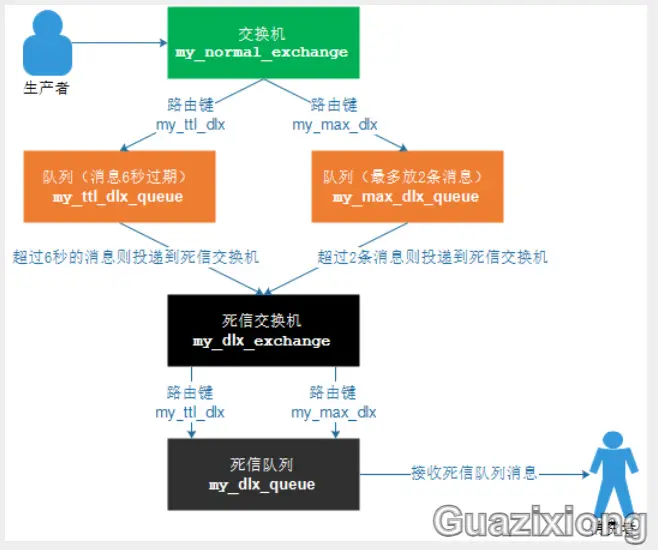 交换机
my_normal_exchange
生产者
路由键
my_ttl_dlx
路由键
my_max_dlx
队列（消息6秒过期）
my_ttl_dlx_queue
队列（最多放2条消息）
my_max_dlx_queue
超过6秒的消息则投递到死信交换机
超过2条消息则投递到死信交换机
死信交换机
my_dlx_exchange
路由键
my_ttl_dlx
路由键
my_max_dlx
死信队列
my_dlx_queue
接收死信队列消息
消费者
Guazixiong